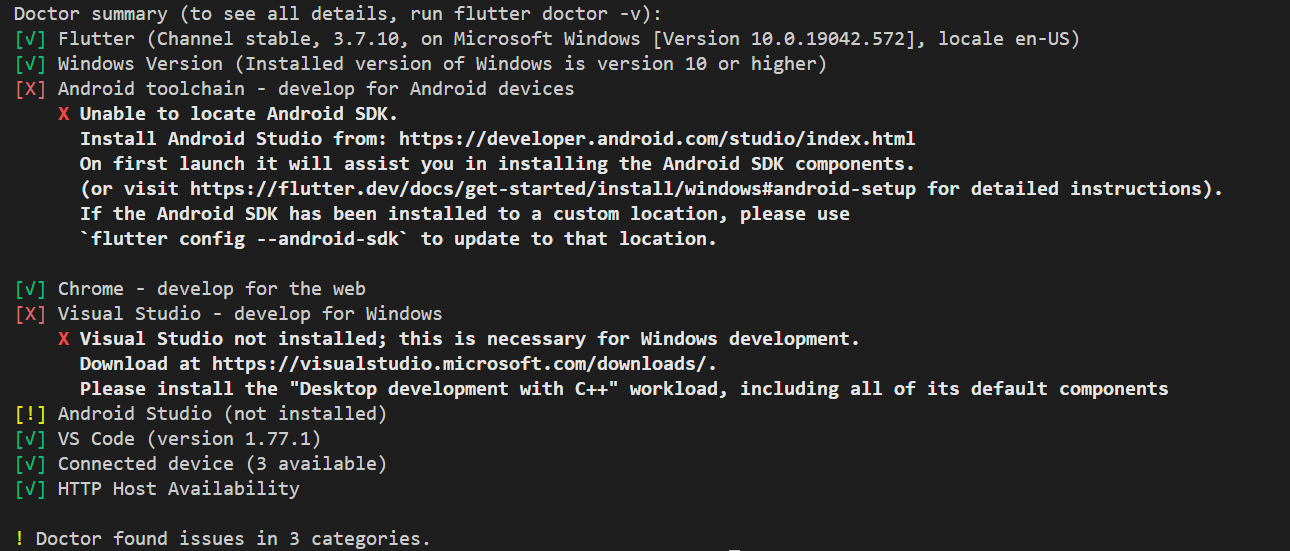 Doctor summary (to see all details, run flutter doctor -v):
[√] Flutter (Channel stable, 3.7.10, on Microsoft Windows [Version 10.0.19042.572], locale en-US)
[√] Windows Version (Installed version of Windows is version 10 or higher)
[X] Android toolchain - develop for Android devices
    X Unable to locate Android SDK.
      Install Android Studio from: https://developer.android.com/studio/index.html
      On first launch it will assist you in installing the Android SDK components.
      (or visit https://flutter.dev/docs/get-started/install/windows#android-setup for detailed instructions).
      If the Android SDK has been installed to a custom location, please use
      `flutter config --android-sdk` to update to that location.

[√] Chrome - develop for the web
[X] Visual Studio - develop for Windows
    X Visual Studio not installed; this is necessary for Windows development.
      Download at https://visualstudio.microsoft.com/downloads/.
      Please install the "Desktop development with C++" workload, including all of its default components
[!] Android Studio (not installed)
[√] VS Code (version 1.77.1)
[√] Connected device (3 available)
[√] HTTP Host Availability

! Doctor found issues in 3 categories.